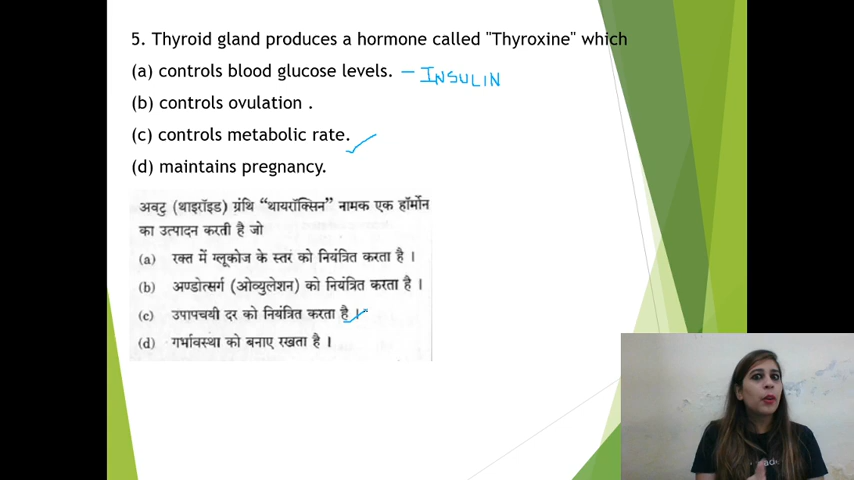 5. Thyroid gland produces a hormone called "Thyroxine" which
(a) controls blood glucose levels. – INSULIN
(b) controls ovulation .
(c) controls metabolic rate.
(d) maintains pregnancy.
अवटु (थाइरॉइड) ग्रंथि “थायरॉक्सिन” नामक एक हॉर्मोन
का उत्पादन करती है जो
(a) रक्त में ग्लूकोज के स्तर को नियंत्रित करता है ।
(b) अण्डोत्सर्ग (ओव्युलेशन) को नियंत्रित करता है ।
(c) उपापचयी दर को नियंत्रित करता है ।
(d) गर्भावस्था को बनाए रखता है ।